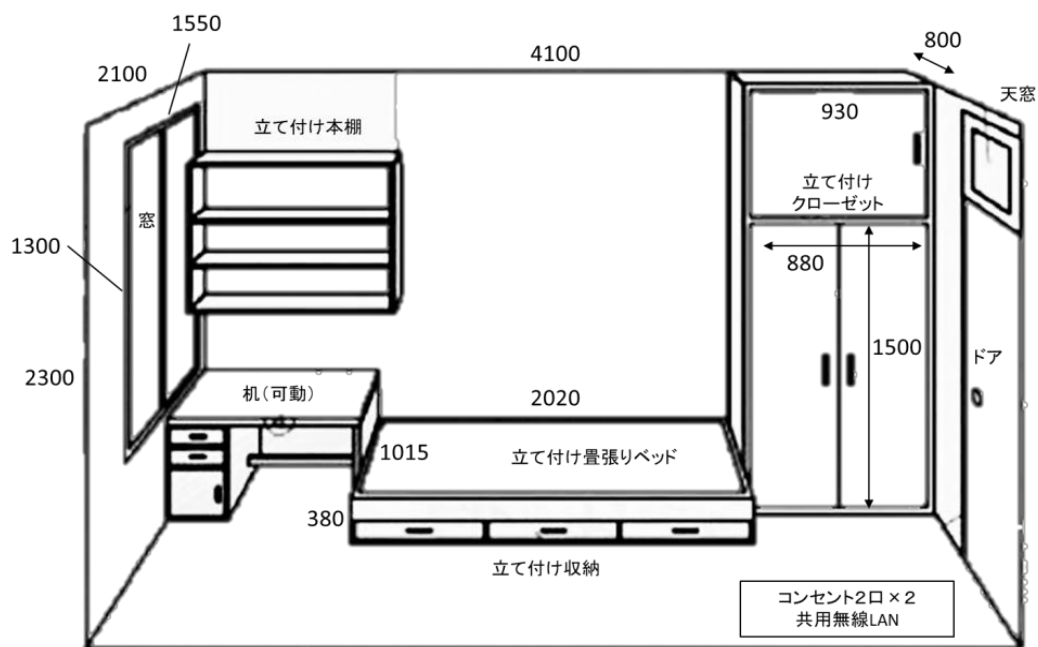 1550
2100
4100
800
天窓
930
立て付け本棚
立て付け
クローゼット
窓
1300
880
1500
ドア
2300
机(可動)
2020
1015
立て付け畳張りベッド
380
立て付け収納
コンセント2口×2
共用無線LAN